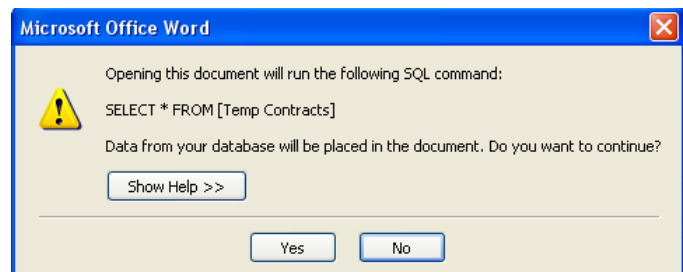 Microsoft Office Word
Opening this document will run the following SQL command:
SELECT * FROM [Temp Contracts]
Data from your database will be placed in the document. Do you want to continue?
Show Help >>
Yes No